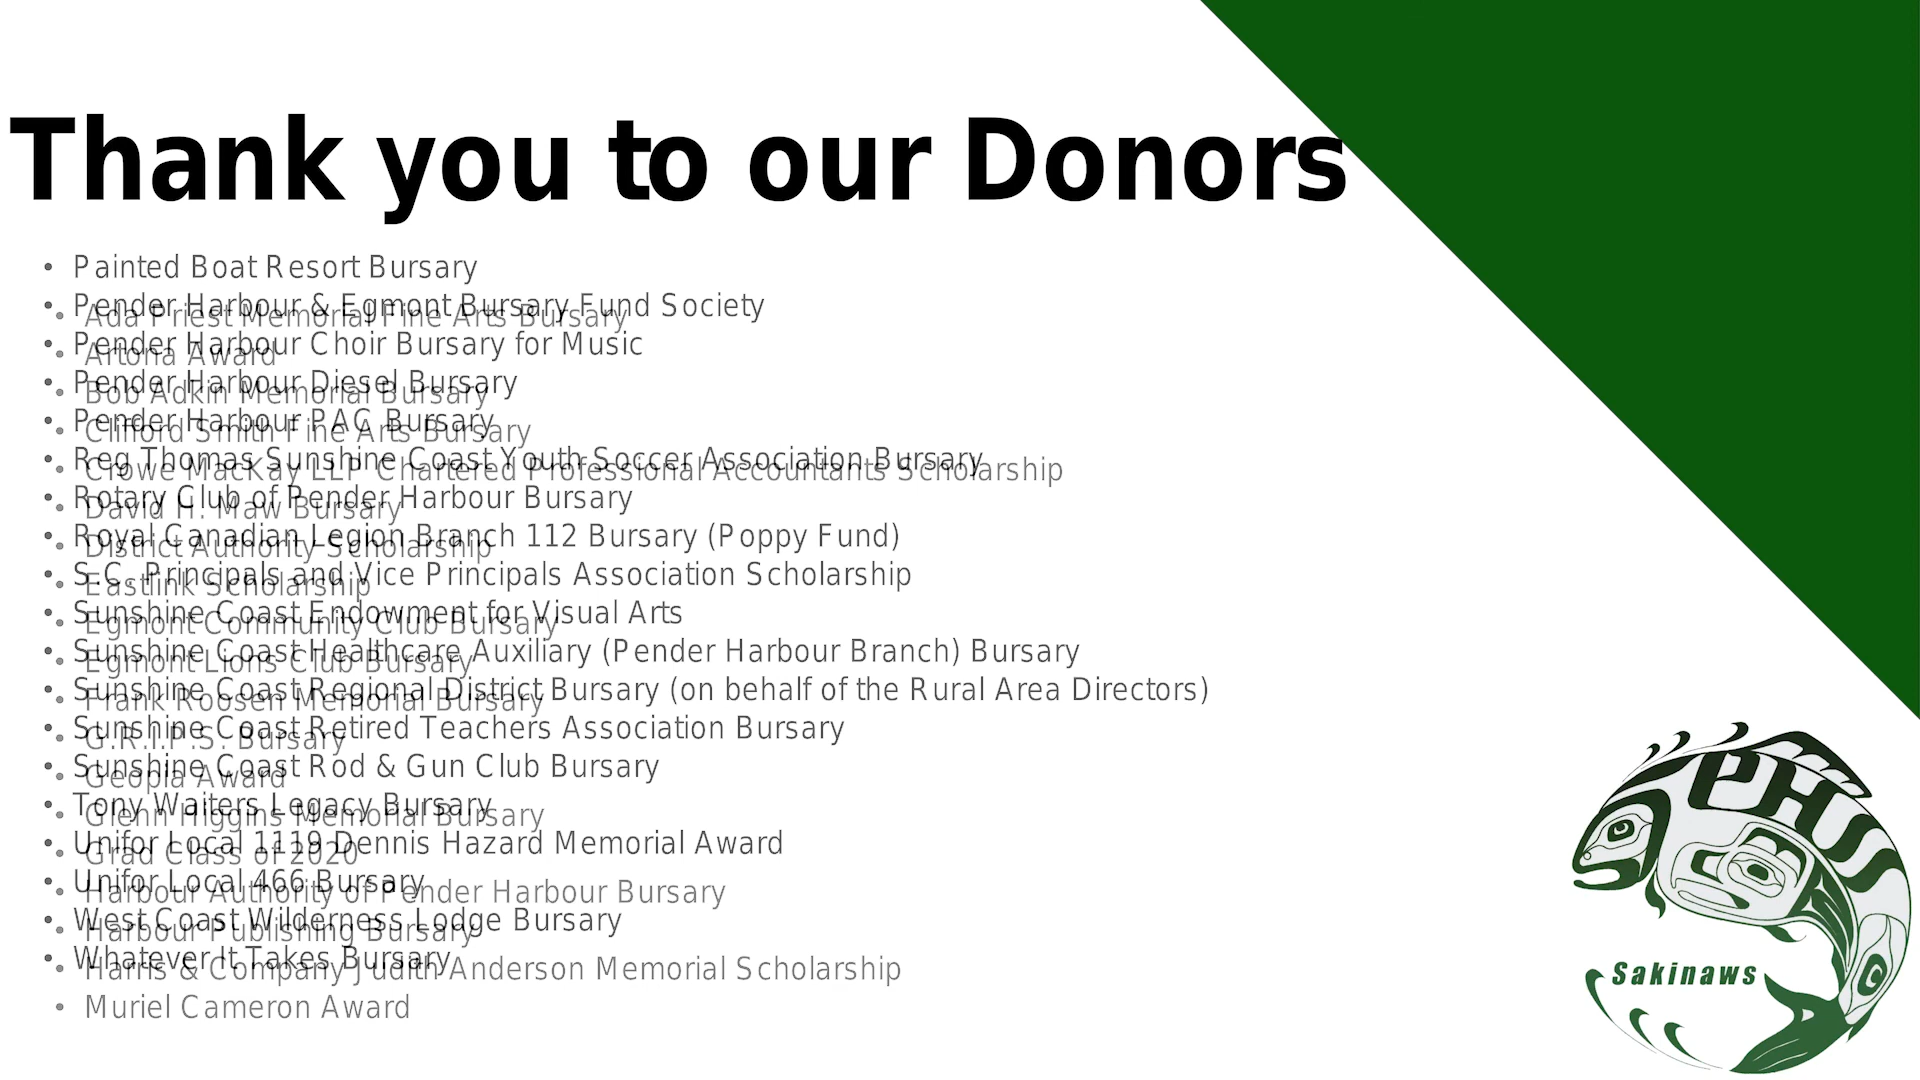 Thank you to our Donors
• Painted Boat Resort Bursary
• Pender Harbour & Egmont Bursary Fund Society
• Pender Harbour Choir Bursary for Music
• Pender Harbour Diesel Bursary
• Pender Harbour PAC Bursary
• Reg Thomas Sunshine Coast Youth Soccer Association Bursary
• Rotary Club of Pender Harbour Bursary
• Royal Canadian Legion Branch 112 Bursary (Poppy Fund)
• S.C. Principals and Vice Principals Association Scholarship
• Sunshine Coast Endowment for Visual Arts
• Sunshine Coast Healthcare Auxiliary (Pender Harbour Branch) Bursary
• Sunshine Coast Regional District Bursary (on behalf of the Rural Area Directors)
• Sunshine Coast Retired Teachers Association Bursary
• Sunshine Coast Rod & Gun Club Bursary
• Tony Waiters Legacy Bursary
• Unifor Local 1119 Dennis Hazard Memorial Award
• Unifor Local 466 Bursary
• West Coast Wilderness Lodge Bursary
• Whatever It Takes Bursary
• Ada Priest Memorial Fine Arts Bursary
• Artona Award
• Bob Adkin Memorial Bursary
• Clifford Smith Fine Arts Bursary
• Crowe MacKay LLP Chartered Professional Accountants Scholarship
• David H. Maw Bursary
• District Authority Scholarship
• Eastlink Scholarship
• Egmont Community Club Bursary
• Egmont Lions Club Bursary
• Frank Roosen Memorial Bursary
• G.R.I.P.S. Bursary
• Geopla Award
• Glenn Higgins Memorial Bursary
• Grad Class of 2020
• Harbour Authority of Pender Harbour Bursary
• Harbour Publishing Bursary
• Harris & Company Judith Anderson Memorial Scholarship
• Muriel Cameron Award
PHSS
Sakinaws